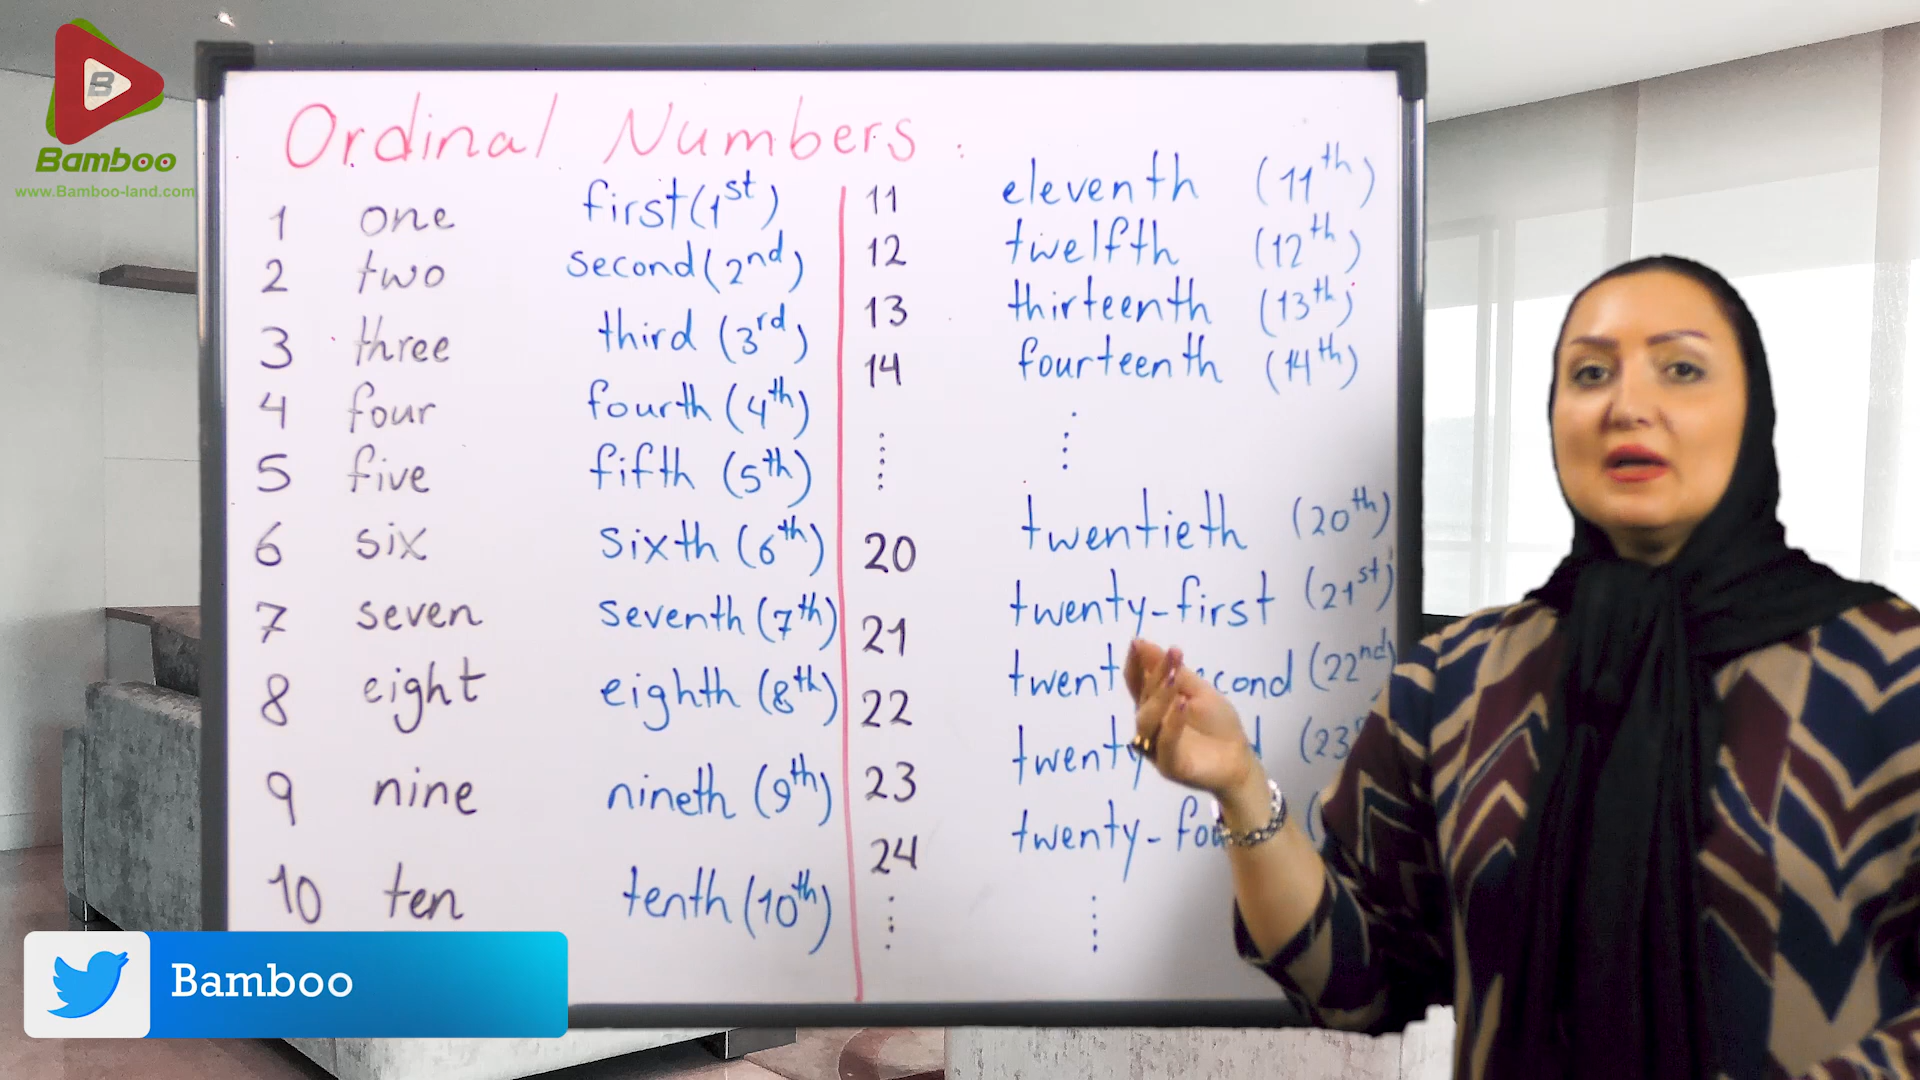 B
Bamboo
www.Bamboo-land.com
Ordinal Numbers :
1 one first (1st)
2 two second (2nd)
3 three third (3rd)
4 four fourth (4th)
5 five fifth (5th)
6 six sixth (6th)
7 seven seventh (7th)
8 eight eighth (8th)
9 nine nineth (9th)
10 ten tenth (10th)
11 eleventh (11th)
12 twelfth (12th)
13 thirteenth (13th)
14 fourteenth (14th)
20 twentieth (20th)
21 twenty-first (21st)
22 (22nd)
23
24
Bamboo